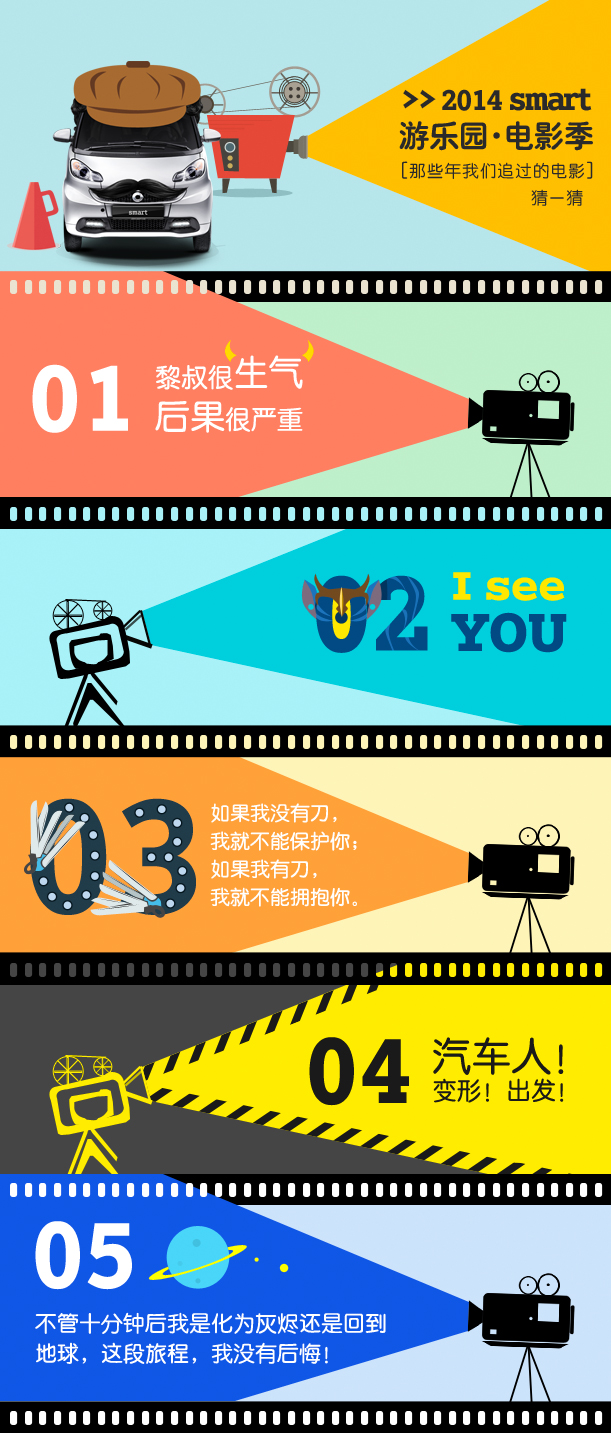 >> 2014 smart
游乐园·电影季
[那些年我们追过的电影]
猜一猜
smart
01
黎叔很生气
后果很严重
02
I see
YOU
03
如果我没有刀，
我就不能保护你；
如果我有刀，
我就不能拥抱你。
04
汽车人！
变形！出发！
05
不管十分钟后我是化为灰烬还是回到
地球，这段旅程，我没有后悔！